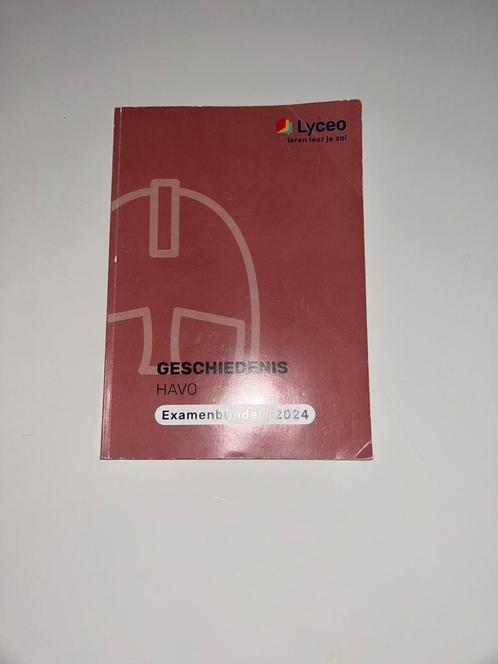 Lyceo
leren leer je zo!
GESCHIEDENIS
HAVO
Examenbundel | 2024